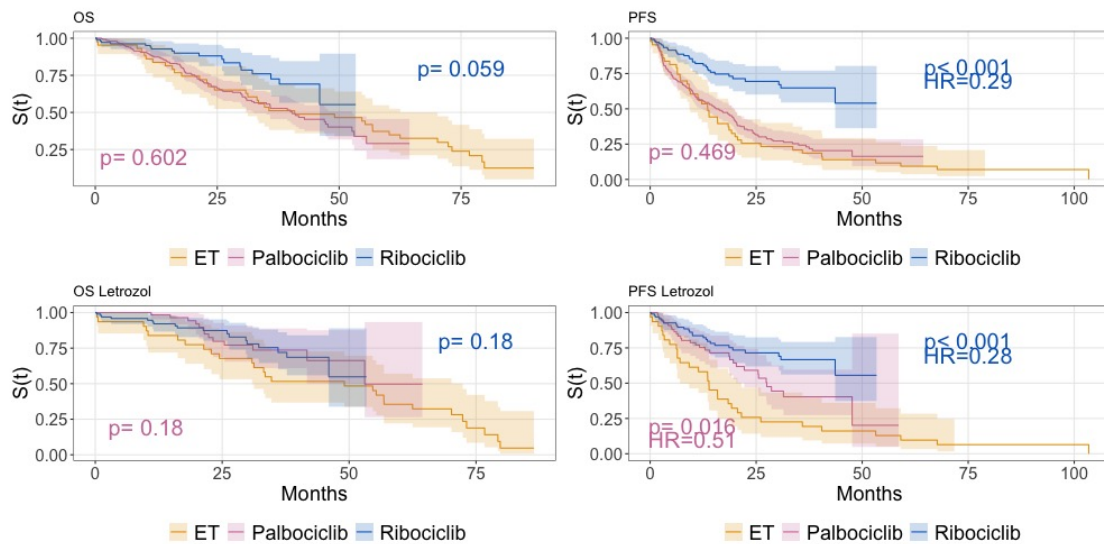 OS
S(t)
1.00
0.75
0.50
0.25
p= 0.059
p= 0.602
0 25 50 75
Months
ET Palbociclib Ribociclib
PFS
S(t)
1.00
0.75
0.50
0.25
0.00
p< 0.001
HR=0.29
p= 0.469
0 25 50 75 100
Months
ET Palbociclib Ribociclib
OS Letrozol
S(t)
1.00
0.75
0.50
0.25
0.00
p= 0.18
p= 0.18
0 25 50 75
Months
ET Palbociclib Ribociclib
PFS Letrozol
S(t)
1.00
0.75
0.50
0.25
0.00
p< 0.001
HR=0.28
p= 0.016
HR=0.51
0 25 50 75 100
Months
ET Palbociclib Ribociclib